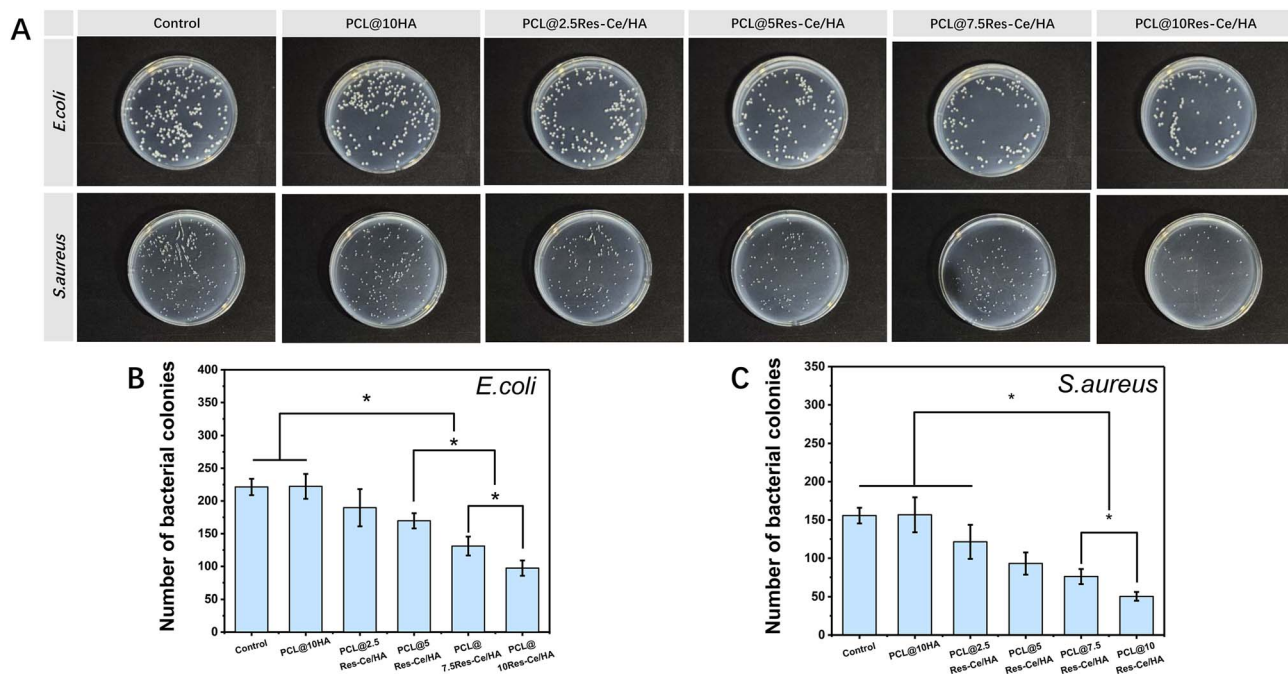 A
Control
PCL@10HA
PCL@2.5Res-Ce/HA
PCL@5Res-Ce/HA
PCL@7.5Res-Ce/HA
PCL@10Res-Ce/HA
E.coli
S.aureus
B
E.coli
Number of bacterial colonies
400
350
300
250
200
150
100
50
0
*
*
*
Control
PCL@10HA
PCL@2.5
Res-Ce/HA
PCL@5
Res-Ce/HA
PCL@
7.5Res-Ce/HA
PCL@
10Res-Ce/HA
C
S.aureus
Number of bacterial colonies
350
300
250
200
150
100
50
0
*
*
Control
PCL@10HA
PCL@2.5
Res-Ce/HA
PCL@5
Res-Ce/HA
PCL@7.5
Res-Ce/HA
PCL@10
Res-Ce/HA